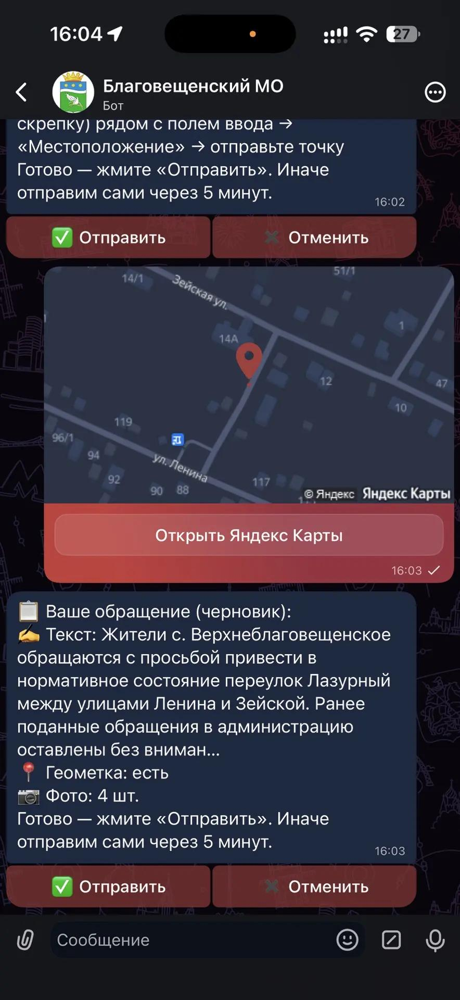 16:04
27
Благовещенский МО
Бот
скрепку) рядом с полем ввода →
«Местоположение» → отправьте точку
Готово — жмите «Отправить». Иначе
отправим сами через 5 минут.
16:02
✅ Отправить
✖ Отменить
14/1
Зейская ул.
51/1
1
14А
1
12
47
10
119
96/1
94
ул. Ленина
92
90
88
117
© Яндекс Яндекс Карты
Открыть Яндекс Карты
16:03
📋 Ваше обращение (черновик):
✍️ Текст: Жители с. Верхнеблаговещенское
обращаются с просьбой привести в
нормативное состояние переулок Лазурный
между улицами Ленина и Зейской. Ранее
поданные обращения в администрацию
оставлены без вниман...
📍 Геометка: есть
📷 Фото: 4 шт.
Готово — жмите «Отправить». Иначе
отправим сами через 5 минут.
16:03
✅ Отправить
✖ Отменить
Сообщение